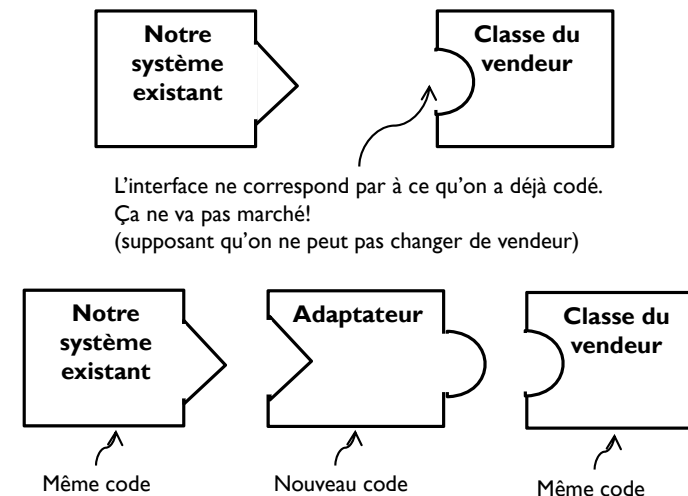 Notre
système
existant
Classe du
vendeur
L'interface ne correspond par à ce qu'on a déjà codé.
Ça ne va pas marché!
(supposant qu'on ne peut pas changer de vendeur)
Notre
système
existant
Adaptateur
Classe du
vendeur
Même code
Nouveau code
Même code